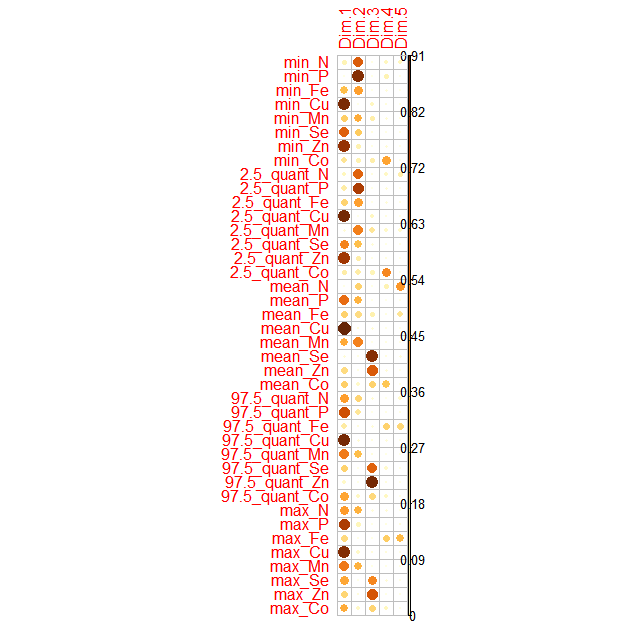 Dim.1
Dim.2
Dim.3
Dim.4
Dim.5
min_N
min_P
min_Fe
min_Cu
min_Mn
min_Se
min_Zn
min_Co
2.5_quant_N
2.5_quant_P
2.5_quant_Fe
2.5_quant_Cu
2.5_quant_Mn
2.5_quant_Se
2.5_quant_Zn
2.5_quant_Co
mean_N
mean_P
mean_Fe
mean_Cu
mean_Mn
mean_Se
mean_Zn
mean_Co
97.5_quant_N
97.5_quant_P
97.5_quant_Fe
97.5_quant_Cu
97.5_quant_Mn
97.5_quant_Se
97.5_quant_Zn
97.5_quant_Co
max_N
max_P
max_Fe
max_Cu
max_Mn
max_Se
max_Zn
max_Co
0.91
0.82
0.72
0.63
0.54
0.45
0.36
0.27
0.18
0.09
0